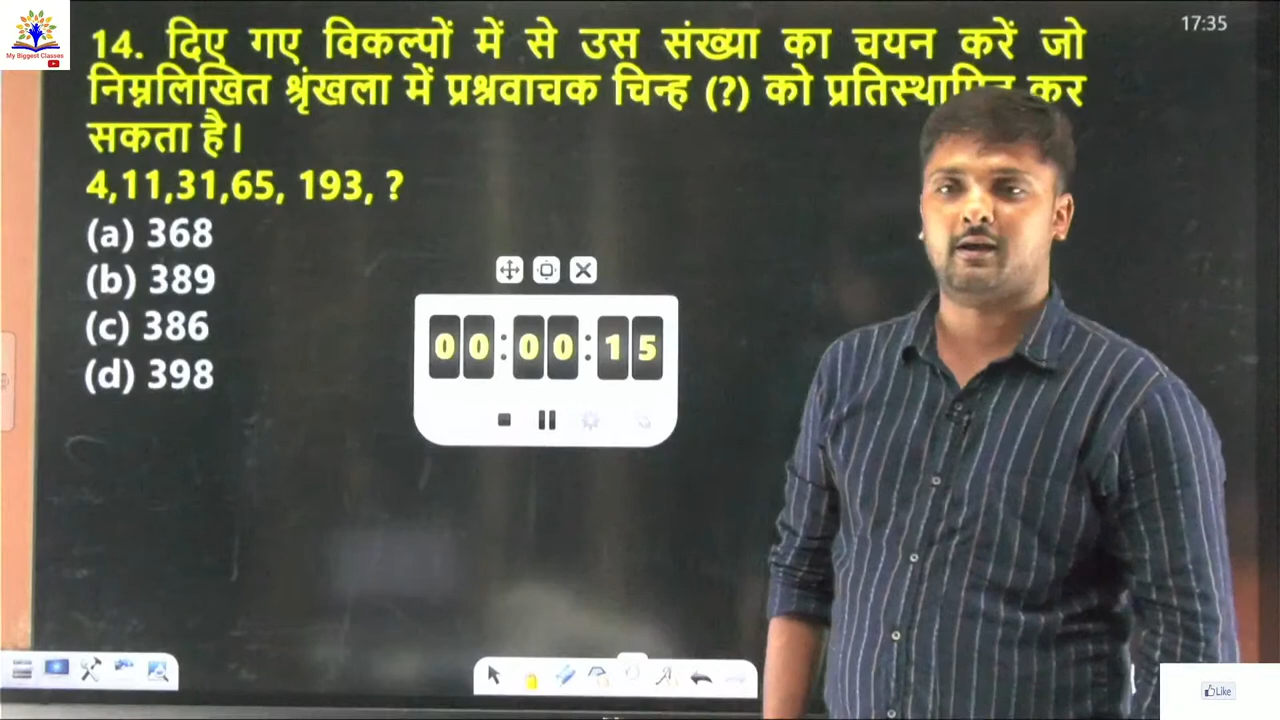 My Biggest Classes
17:35
14. दिए गए विकल्पों में से उस संख्या का चयन करें जो
निम्नलिखित श्रृंखला में प्रश्नवाचक चिन्ह (?) को प्रतिस्थापित कर
सकता है।
4,11,31,65, 193, ?
(a) 368
(b) 389
(c) 386
(d) 398
00:00:15
Like